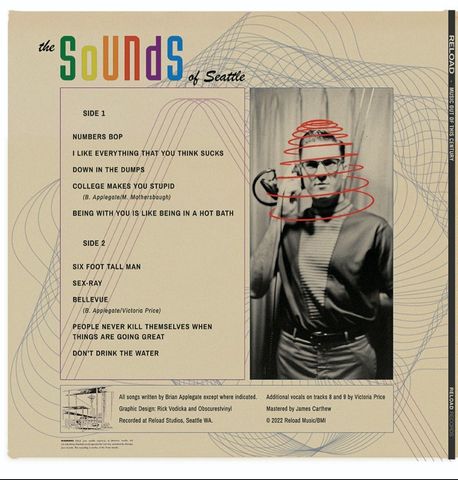 the SoUNdS of Seattle
SIDE 1
NUMBERS BOP
I LIKE EVERYTHING THAT YOU THINK SUCKS
DOWN IN THE DUMPS
COLLEGE MAKES YOU STUPID
(B. Applegate/M. Mothersbaugh)
BEING WITH YOU IS LIKE BEING IN A HOT BATH
SIDE 2
SIX FOOT TALL MAN
SEX-RAY
BELLEVUE
(B. Applegate/Victoria Price)
PEOPLE NEVER KILL THEMSELVES WHEN
THINGS ARE GOING GREAT
DON'T DRINK THE WATER
All songs written by Brian Applegate except where indicated.
Graphic Design: Rick Vodicka and Obscurestvinyl
Recorded at Reload Studios, Seattle WA.
Additional vocals on tracks 8 and 9 by Victoria Price
Mastered by James Carthew
© 2022 Reload Music/BMI
RELOAD - MUSIC OUT OF THIS CENTURY
RELOAD RECORDS